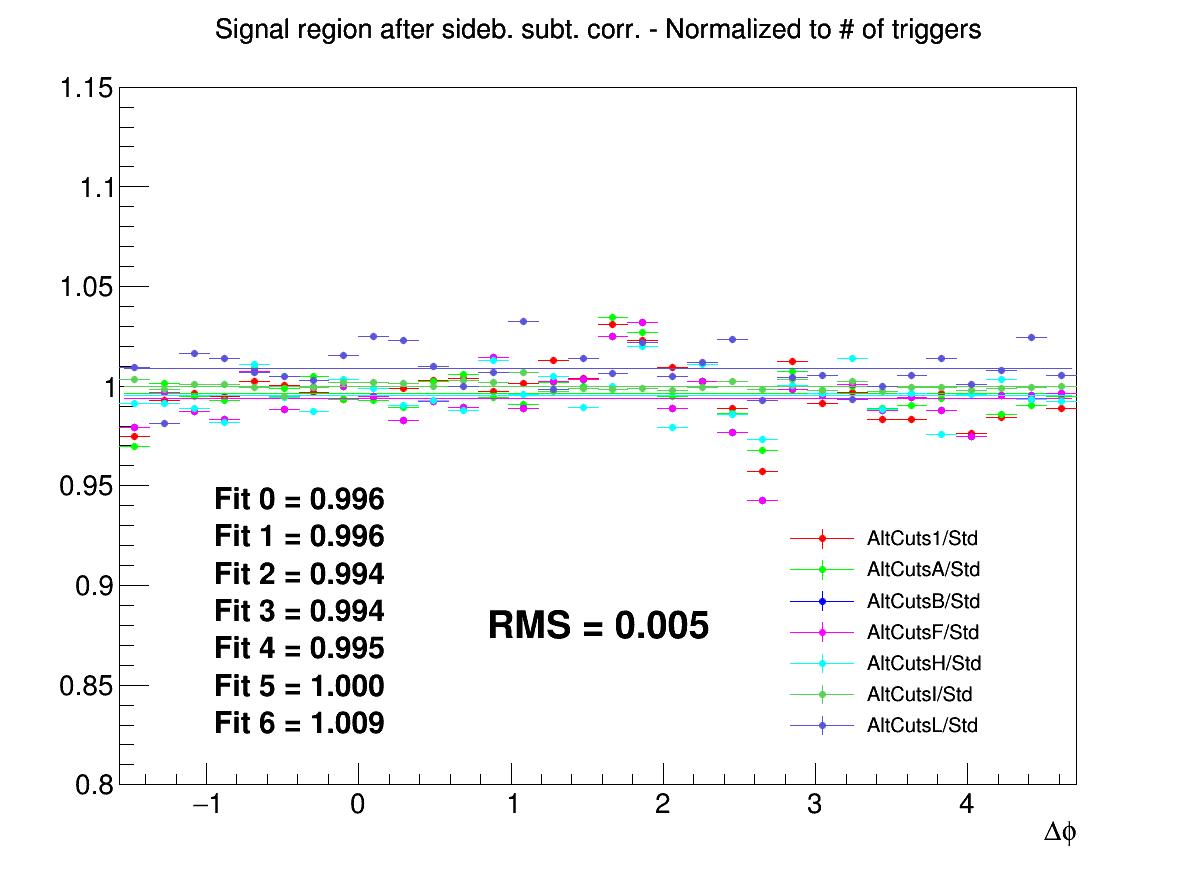 Signal region after sideb. subt. corr. - Normalized to # of triggers
1.15
1.1
1.05
1
0.95
0.9
0.85
0.8
Fit 0 = 0.996
Fit 1 = 0.996
Fit 2 = 0.994
Fit 3 = 0.994
Fit 4 = 0.995
Fit 5 = 1.000
Fit 6 = 1.009
RMS = 0.005
AltCuts1/Std
AltCutsA/Std
AltCutsB/Std
AltCutsF/Std
AltCutsH/Std
AltCutsI/Std
AltCutsL/Std
−1 0 1 2 3 4
Δϕ